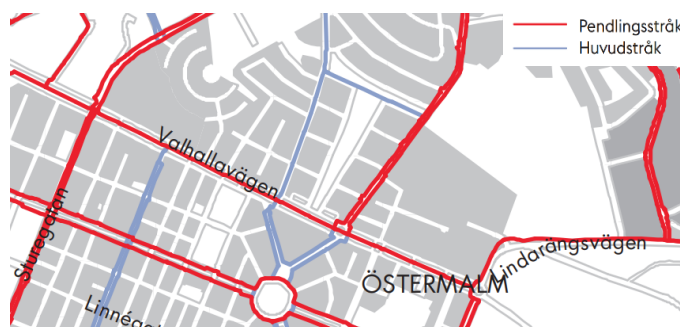 Pendlingsstråk
Huvudstråk
Valhallavägen
Sturegatan
Lindarängsvägen
ÖSTERMALM